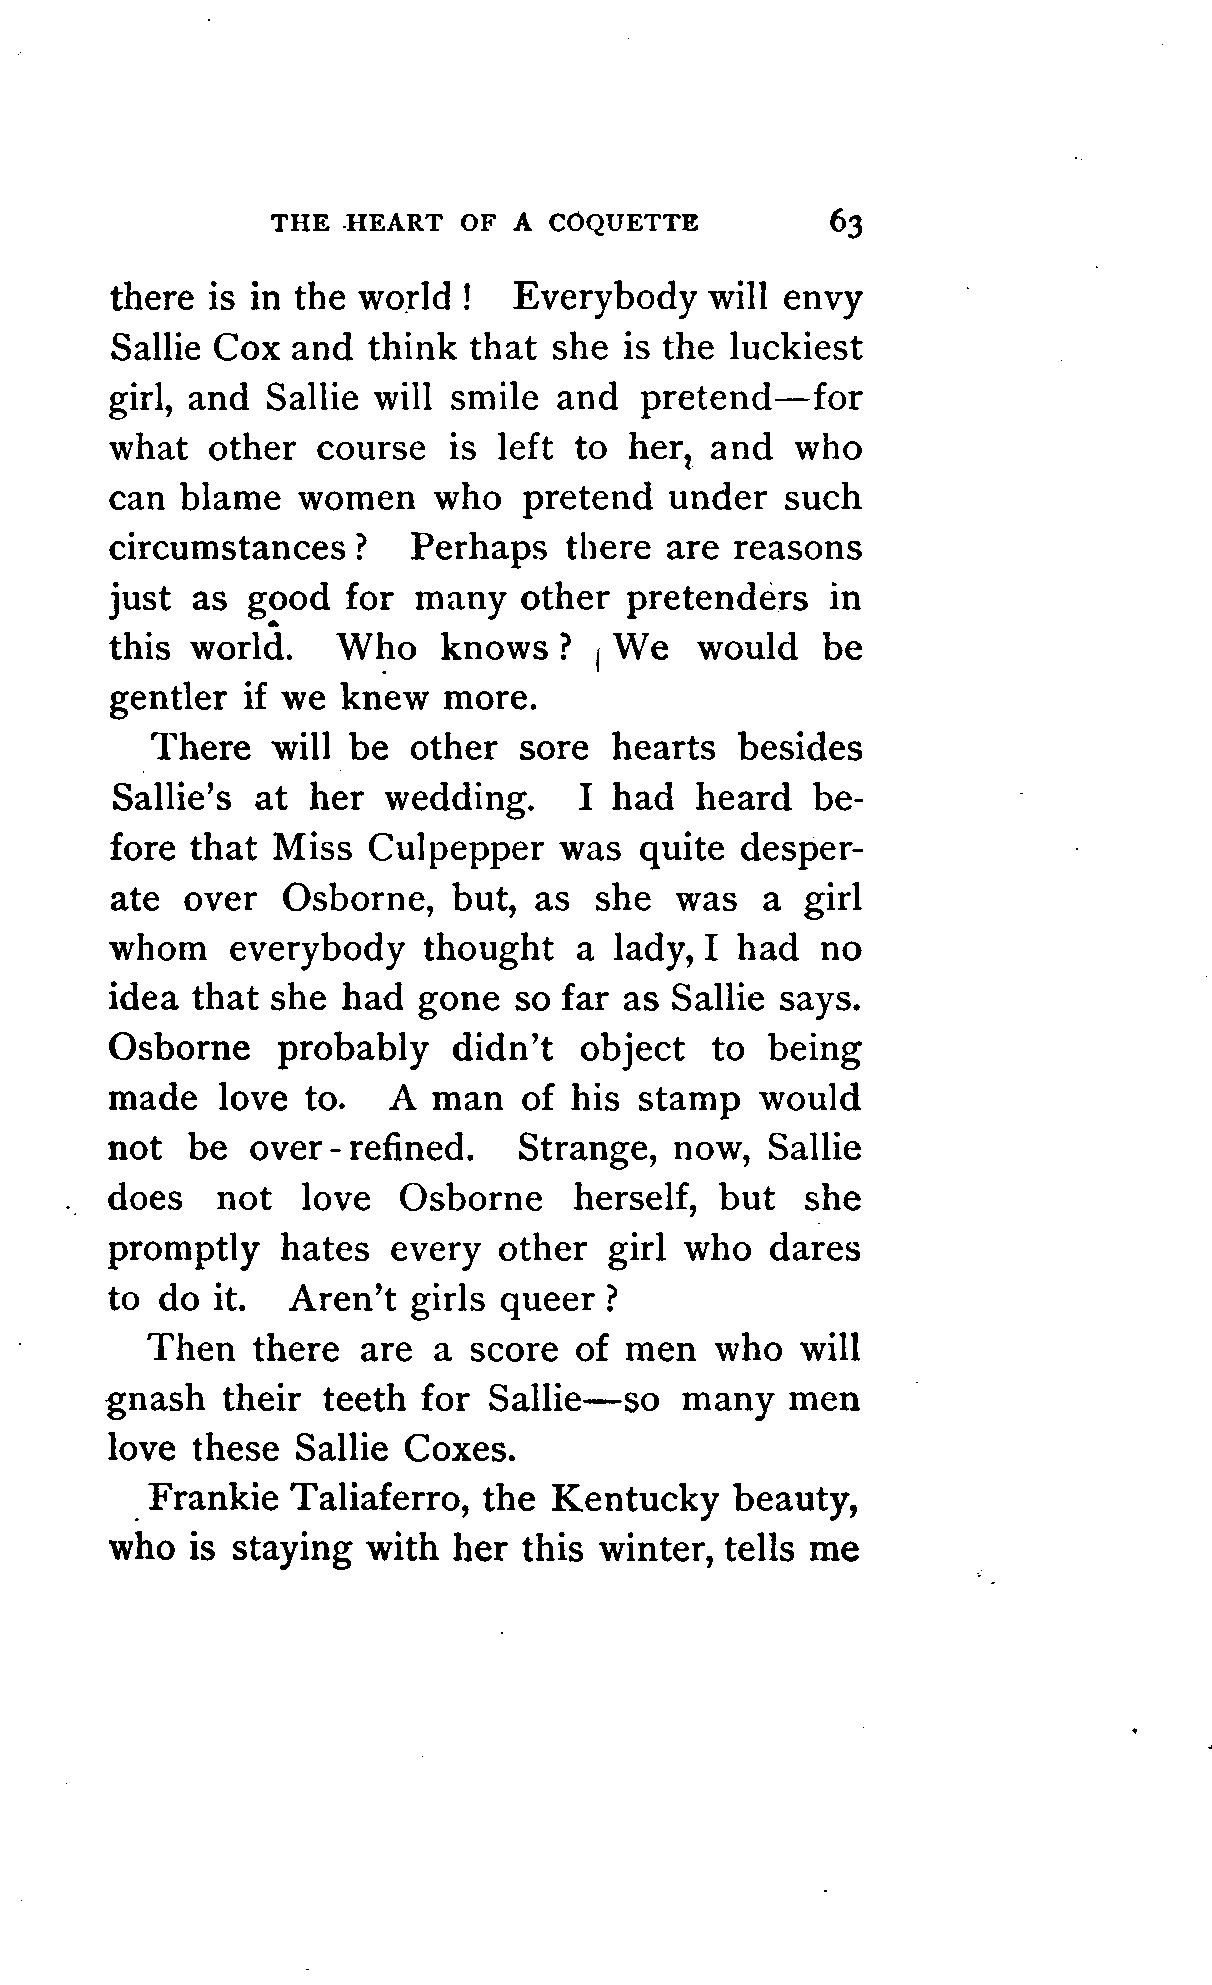 THE HEART OF A COQUETTE 63
there is in the world! Everybody will envy
Sallie Cox and think that she is the luckiest
girl, and Sallie will smile and pretend—for
what other course is left to her, and who
can blame women who pretend under such
circumstances? Perhaps there are reasons
just as good for many other pretenders in
this world. Who knows? We would be
gentler if we knew more.
There will be other sore hearts besides
Sallie's at her wedding. I had heard be-
fore that Miss Culpepper was quite desper-
ate over Osborne, but, as she was a girl
whom everybody thought a lady, I had no
idea that she had gone so far as Sallie says.
Osborne probably didn't object to being
made love to. A man of his stamp would
not be over-refined. Strange, now, Sallie
does not love Osborne herself, but she
promptly hates every other girl who dares
to do it. Aren't girls queer?
Then there are a score of men who will
gnash their teeth for Sallie—so many men
love these Sallie Coxes.
Frankie Taliaferro, the Kentucky beauty,
who is staying with her this winter, tells me